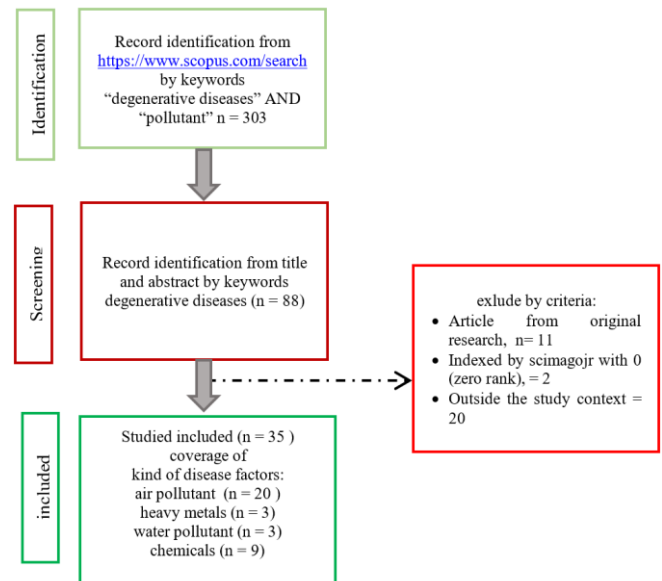 Identification
Record identification from
https://www.scopus.com/search
by keywords
“degenerative diseases” AND
“pollutant” n = 303
Screening
Record identification from title
and abstract by keywords
degenerative diseases (n = 88)
exlude by criteria:
• Article from original
research, n= 11
• Indexed by scimagojr with 0
(zero rank), = 2
• Outside the study context =
20
included
Studied included (n = 35 )
coverage of
kind of disease factors:
air pollutant (n = 20 )
heavy metals (n = 3)
water pollutant (n = 3)
chemicals (n = 9)